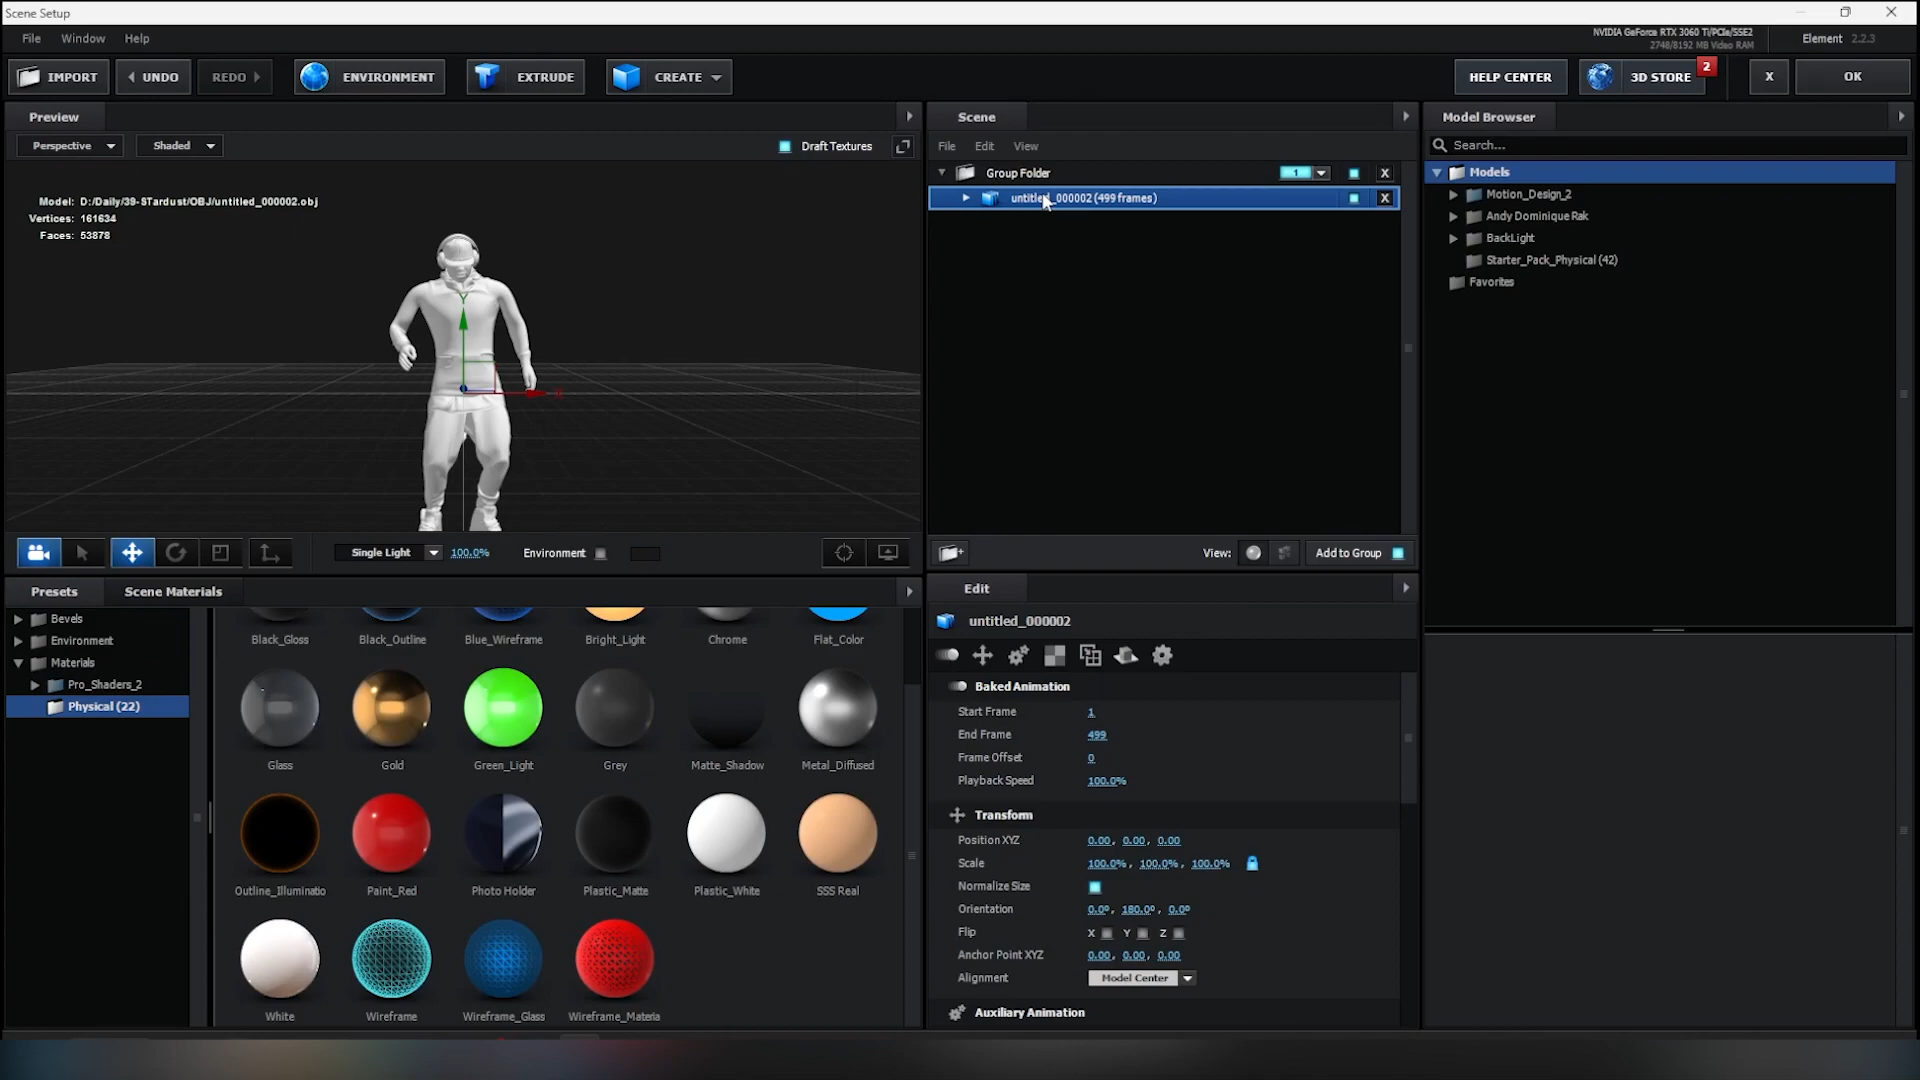 Scene Setup
File Window Help
NVIDIA GeForce RTX 3060 Ti/PCIe/SSE2
2748/8192 MB Video RAM
Element 2.2.3
IMPORT UNDO REDO ENVIRONMENT EXTRUDE CREATE HELP CENTER 3D STORE 2 X OK
Preview
Perspective Shaded Draft Textures
Model: D:/Daily/39-STardust/OBJ/untitled_000002.obj
Vertices: 161634
Faces: 53878
Y
X
Single Light 100.0% Environment
Scene
File Edit View
Group Folder 1 X
untitled_000002 (499 frames) X
View: Add to Group
Model Browser
Search...
Models
Motion_Design_2
Andy Dominique Rak
BackLight
Starter_Pack_Physical (42)
Favorites
Presets Scene Materials
Bevels
Environment
Materials
Pro_Shaders_2
Physical (22)
Black_Gloss Black_Outline Blue_Wireframe Bright_Light Chrome Flat_Color
Glass Gold Green_Light Grey Matte_Shadow Metal_Diffused
Outline_Illuminatio Paint_Red Photo Holder Plastic_Matte Plastic_White SSS Real
White Wireframe Wireframe_Glass Wireframe_Materia
Edit
untitled_000002
Baked Animation
Start Frame 1
End Frame 499
Frame Offset 0
Playback Speed 100.0%
Transform
Position XYZ 0.00, 0.00, 0.00
Scale 100.0%, 100.0%, 100.0%
Normalize Size
Orientation 0.0°, 180.0°, 0.0°
Flip X Y Z
Anchor Point XYZ 0.00, 0.00, 0.00
Alignment Model Center
Auxiliary Animation